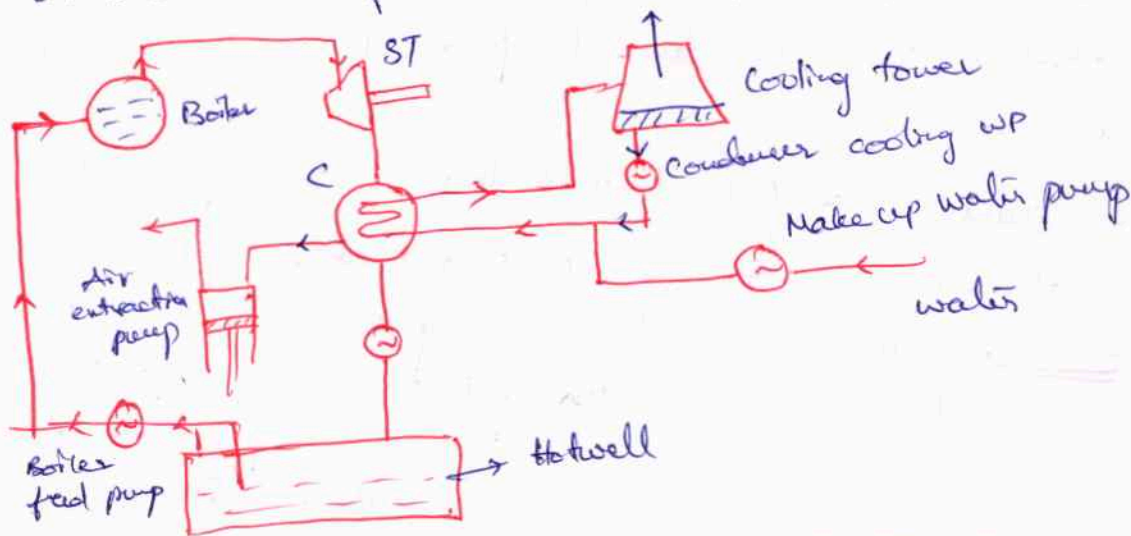 ST
Boiler
Cooling tower
C
Condenser cooling WP
Make up water pump
water
Air
extraction
pump
Hotwell
Boiler
feed pump